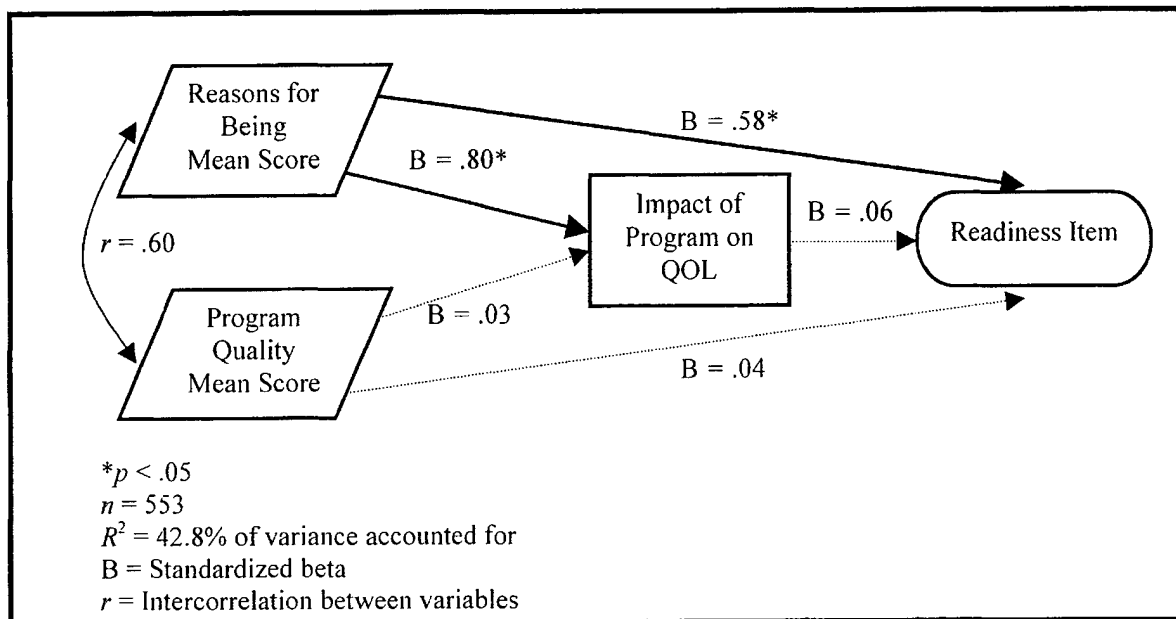 Reasons for
Being
Mean Score
B = .58*
B = .80*
Impact of
Program on
QOL
B = .06
Readiness Item
r = .60
Program
Quality
Mean Score
B = .03
B = .04
*p < .05
n = 553
R² = 42.8% of variance accounted for
B = Standardized beta
r = Intercorrelation between variables